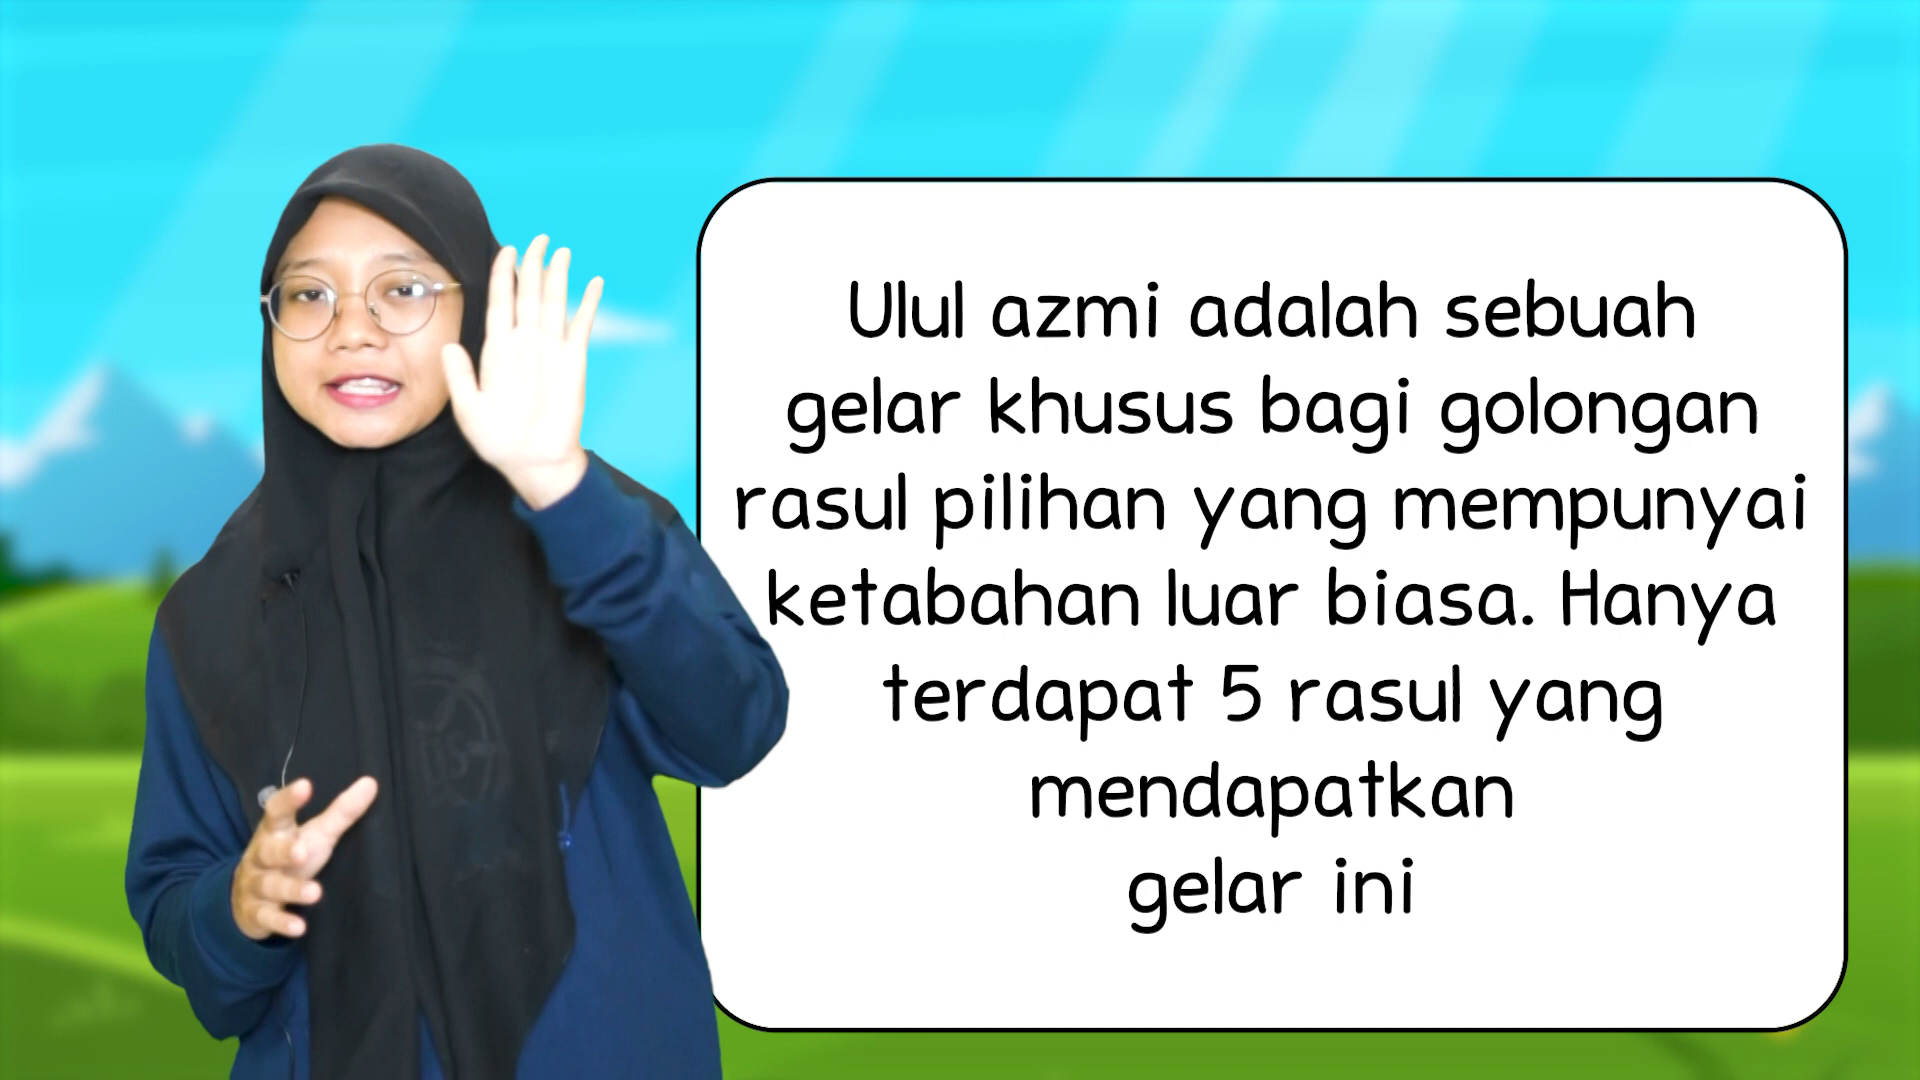 Ulul azmi adalah sebuah
gelar khusus bagi golongan
rasul pilihan yang mempunyai
ketabahan luar biasa. Hanya
terdapat 5 rasul yang
mendapatkan
gelar ini